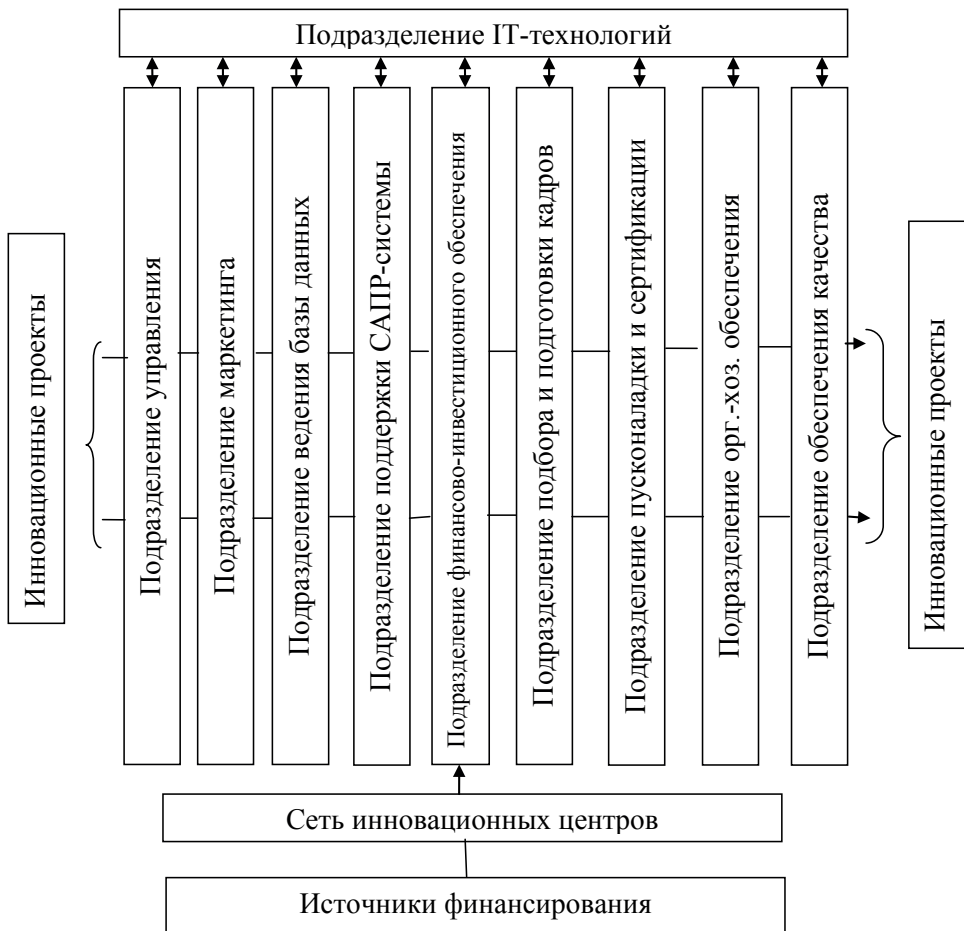 Подразделение IT-технологий
Инновационные проекты
Подразделение управления
Подразделение маркетинга
Подразделение ведения базы данных
Подразделение поддержки САПР-системы
Подразделение финансово-инвестиционного обеспечения
Подразделение подбора и подготовки кадров
Подразделение пусконаладки и сертификации
Подразделение орг.-хоз. обеспечения
Подразделение обеспечения качества
Инновационные проекты
Сеть инновационных центров
Источники финансирования